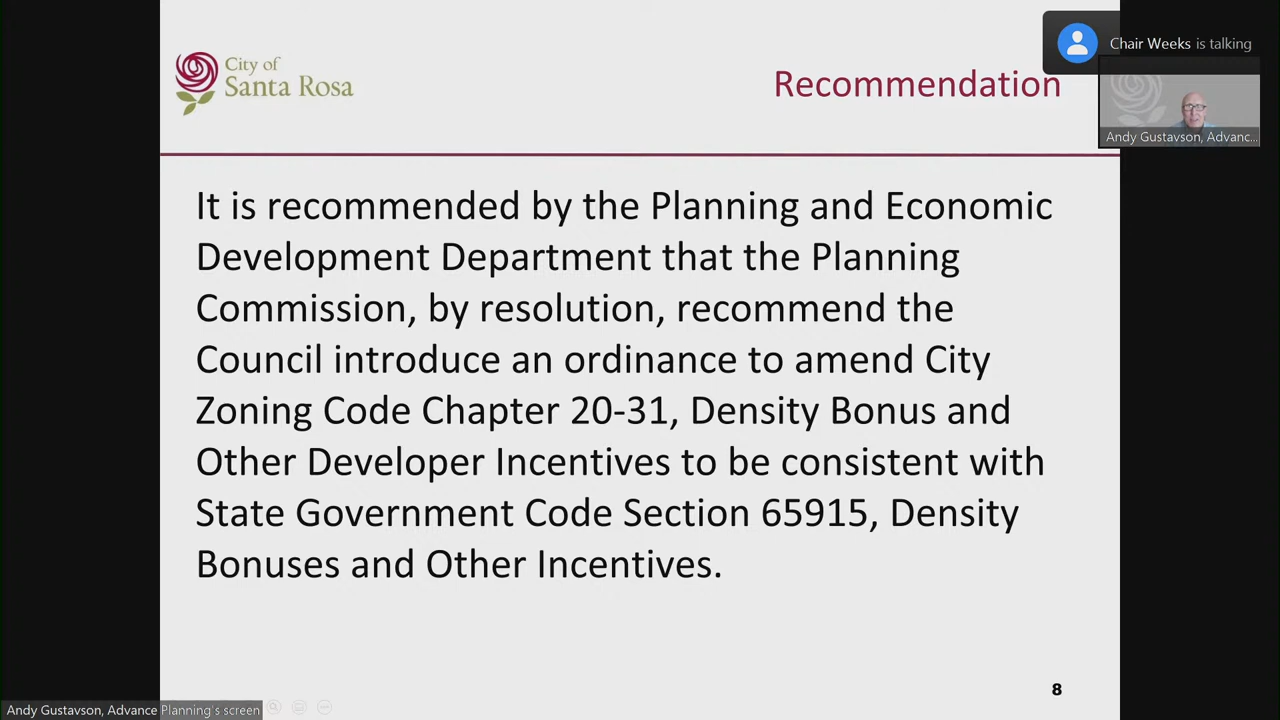 City of
Santa Rosa
Recommendation
Chair Weeks is talking
Andy Gustavson, Advanc...
It is recommended by the Planning and Economic
Development Department that the Planning
Commission, by resolution, recommend the
Council introduce an ordinance to amend City
Zoning Code Chapter 20-31, Density Bonus and
Other Developer Incentives to be consistent with
State Government Code Section 65915, Density
Bonuses and Other Incentives.
8
Andy Gustavson, Advance Planning's screen